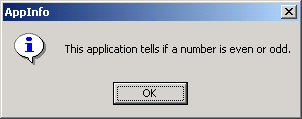 AppInfo
This application tells if a number is even or odd.
OK